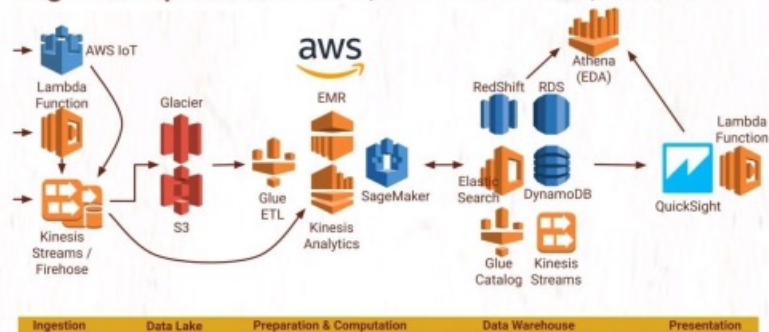 AWS IoT
Lambda
Function
Kinesis
Streams /
Firehose
Glacier
S3
aws
EMR
Glue
ETL
Kinesis
Analytics
SageMaker
RedShift
RDS
Elastic
Search
DynamoDB
Glue
Catalog
Kinesis
Streams
Athena
(EDA)
QuickSight
Lambda
Function
Ingestion
Data Lake
Preparation & Computation
Data Warehouse
Presentation